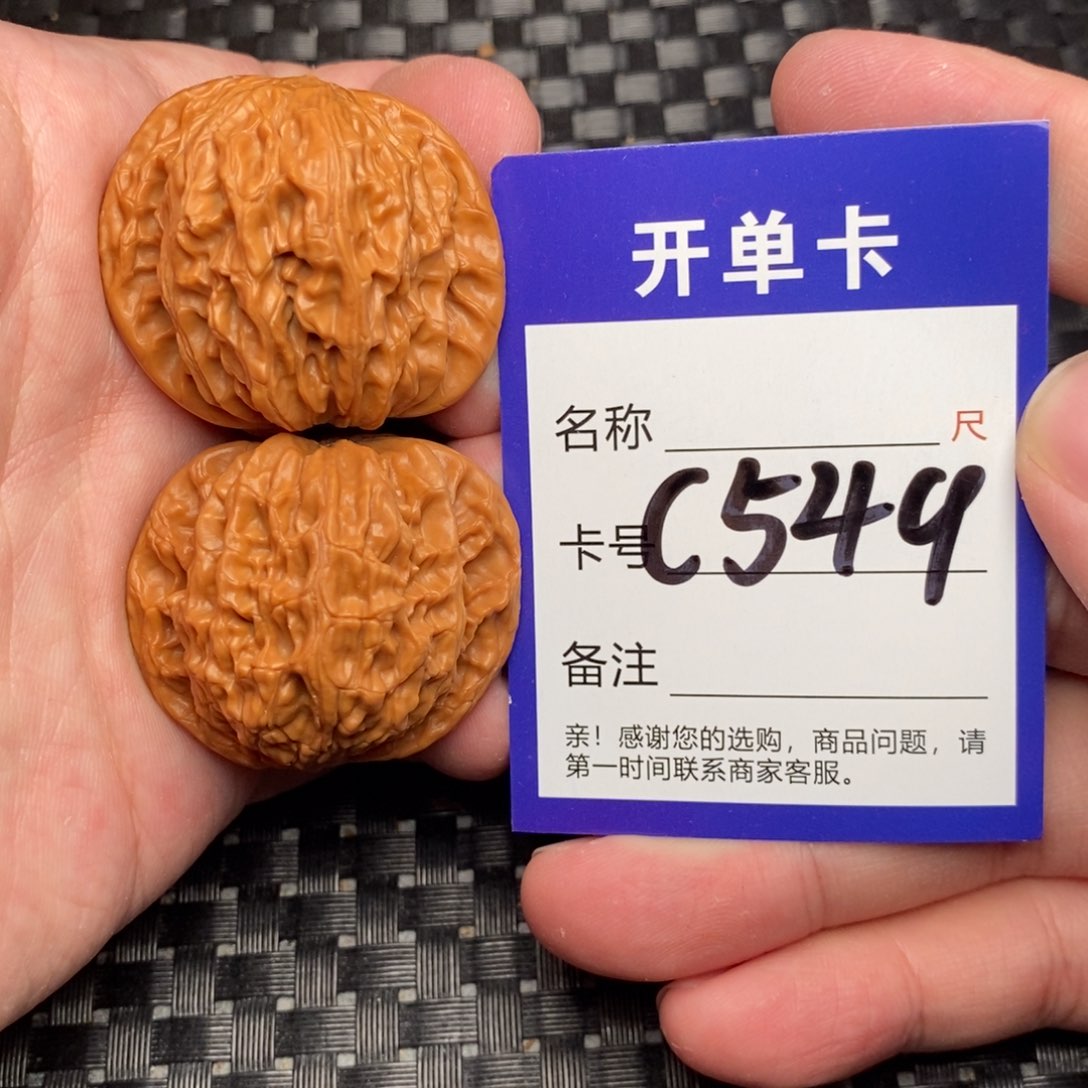 开单卡
名称 尺
卡号 C549
备注
亲！感谢您的选购，商品问题，请
第一时间联系商家客服。